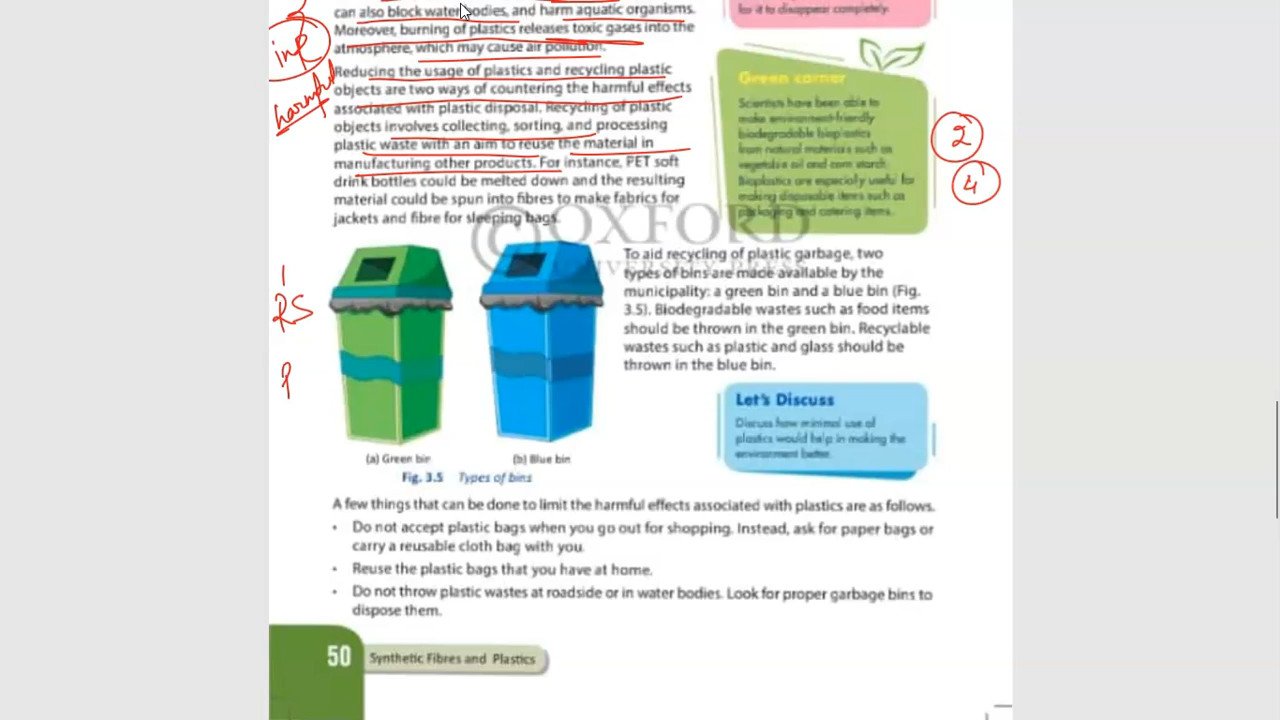 can also block water bodies, and harm aquatic organisms.
Moreover, burning of plastics releases toxic gases into the
atmosphere, which may cause air pollution.
imp
harmful
Reducing the usage of plastics and recycling plastic
objects are two ways of countering the harmful effects
associated with plastic disposal. Recycling of plastic
objects involves collecting, sorting, and processing
plastic waste with an aim to reuse the material in
manufacturing other products. For instance, PET soft
drink bottles could be melted down and the resulting
material could be spun into fibres to make fabrics for
jackets and fibre for sleeping bags.
for it to disappear completely.
Green corner
Scientists have been able to
make environment-friendly
biodegradable bioplastics
from natural materials such as
vegetable oil and corn starch.
Bioplastics are especially useful for
making disposable items such as
packaging and catering items.
2
4
© OXFORD
UNIVERSITY PRESS
RS
To aid recycling of plastic garbage, two
types of bins are made available by the
municipality: a green bin and a blue bin (Fig.
3.5). Biodegradable wastes such as food items
should be thrown in the green bin. Recyclable
wastes such as plastic and glass should be
thrown in the blue bin.
(a) Green bin
(b) Blue bin
Fig. 3.5 Types of bins
Let's Discuss
Discuss how minimal use of
plastics would help in making the
environment better.
A few things that can be done to limit the harmful effects associated with plastics are as follows.
• Do not accept plastic bags when you go out for shopping. Instead, ask for paper bags or
carry a reusable cloth bag with you.
• Reuse the plastic bags that you have at home.
• Do not throw plastic wastes at roadside or in water bodies. Look for proper garbage bins to
dispose them.
50
Synthetic Fibres and Plastics